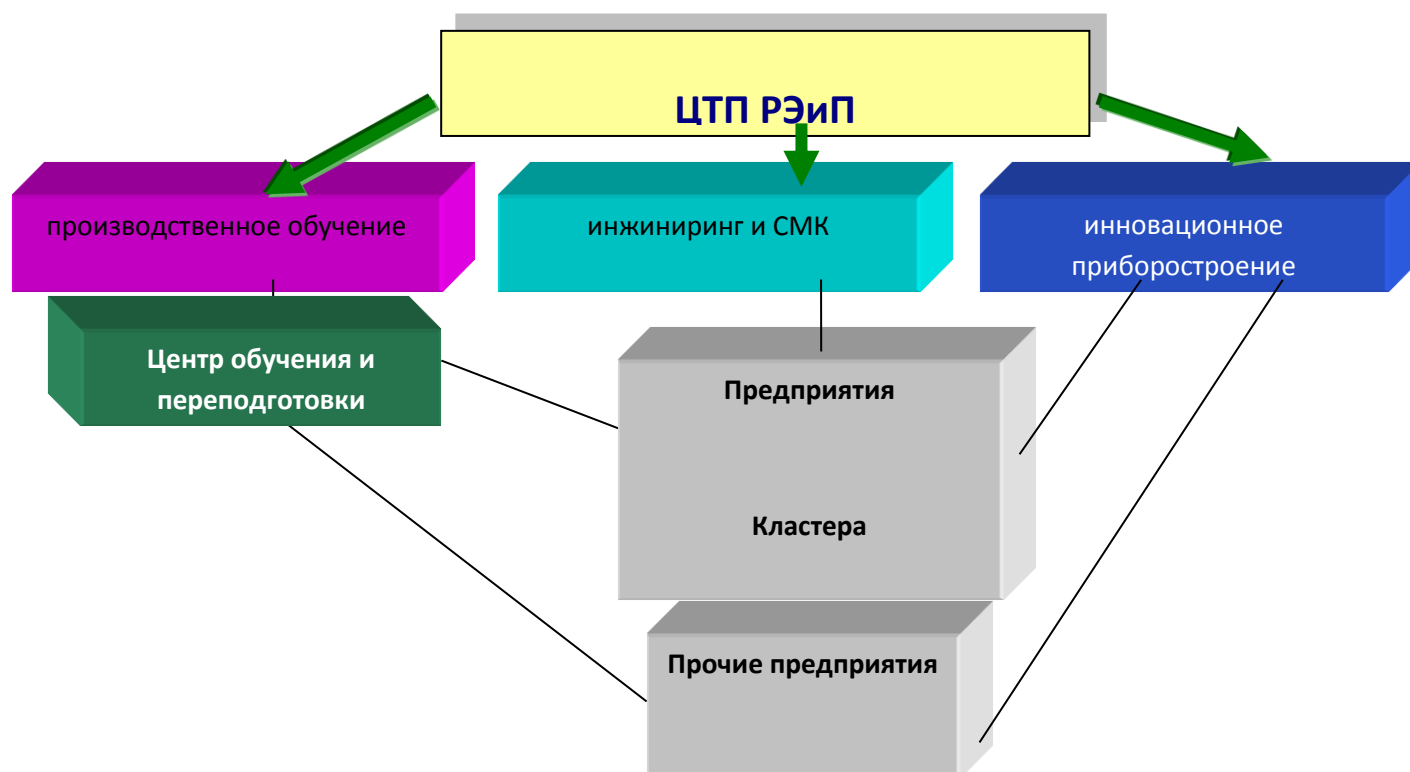 ЦТП РЭиП
производственное обучение
инжиниринг и СМК
инновационное
приборостроение
Центр обучения и
переподготовки
Предприятия
Кластера
Прочие предприятия